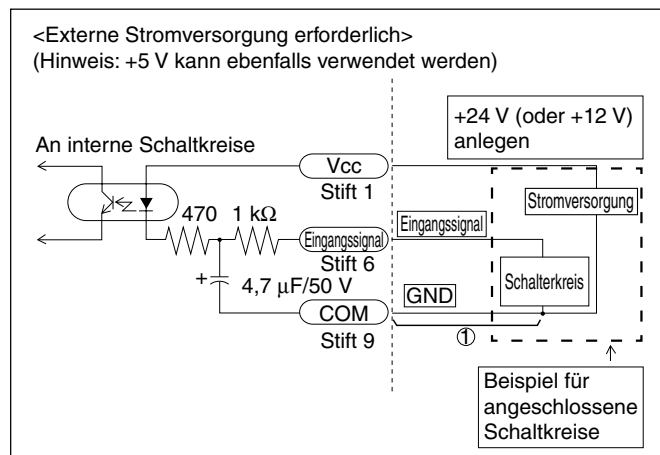 <Externe Stromversorgung erforderlich>
(Hinweis: +5 V kann ebenfalls verwendet werden)
+24 V (oder +12 V)
anlegen
An interne Schaltkreise
Vcc
Stift 1
Stromversorgung
470
1 kΩ
Eingangssignal
Stift 6
Eingangssignal
Schalterkreis
+
4,7 μF/50 V
GND
COM
Stift 9
①
Beispiel für
angeschlossene
Schaltkreise